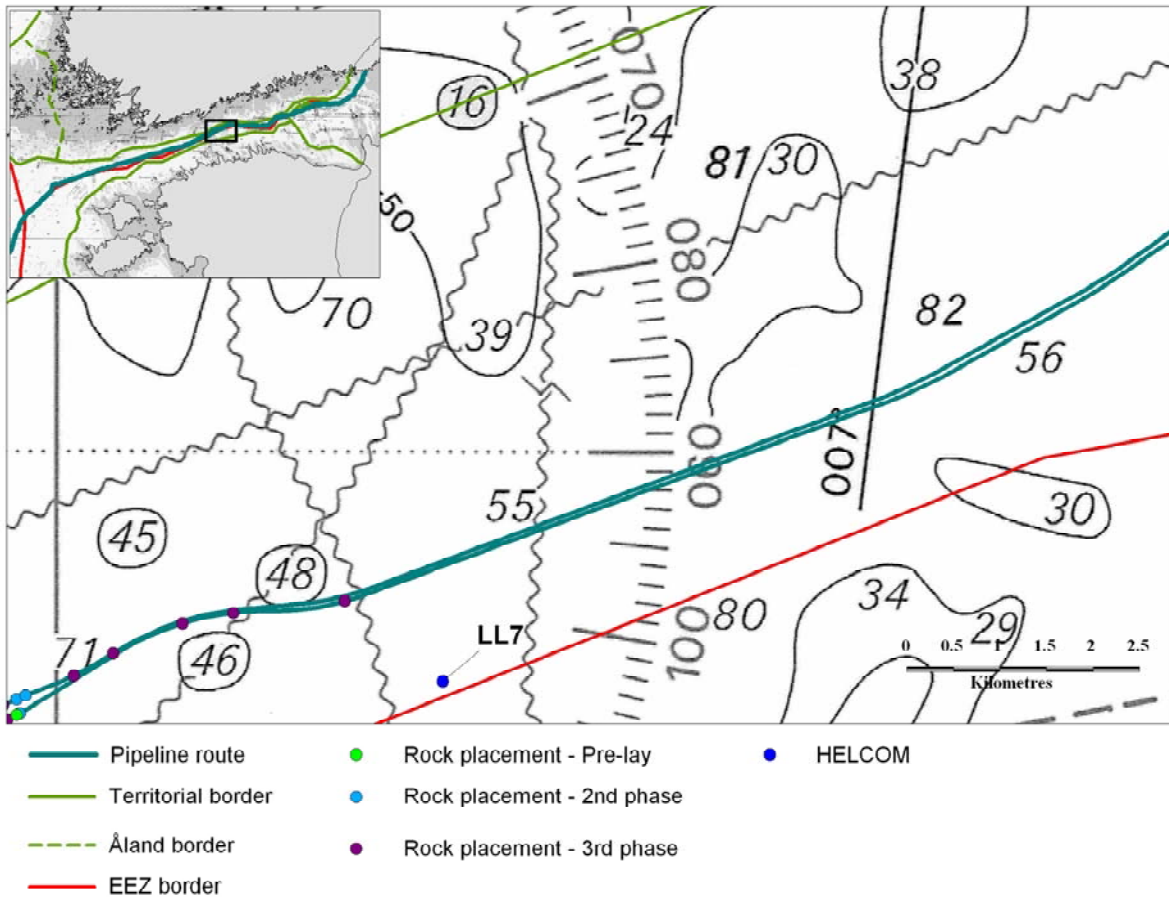 070
38
16
24
81 30
50
080
70
39
82
56
007°
060
55
45
48
30
34
80
29
LL7
71
46
100
0 0.5 1 1.5 2 2.5
Kilometres
Pipeline route
Rock placement - Pre-lay
HELCOM
Territorial border
Rock placement - 2nd phase
Åland border
Rock placement - 3rd phase
EEZ border